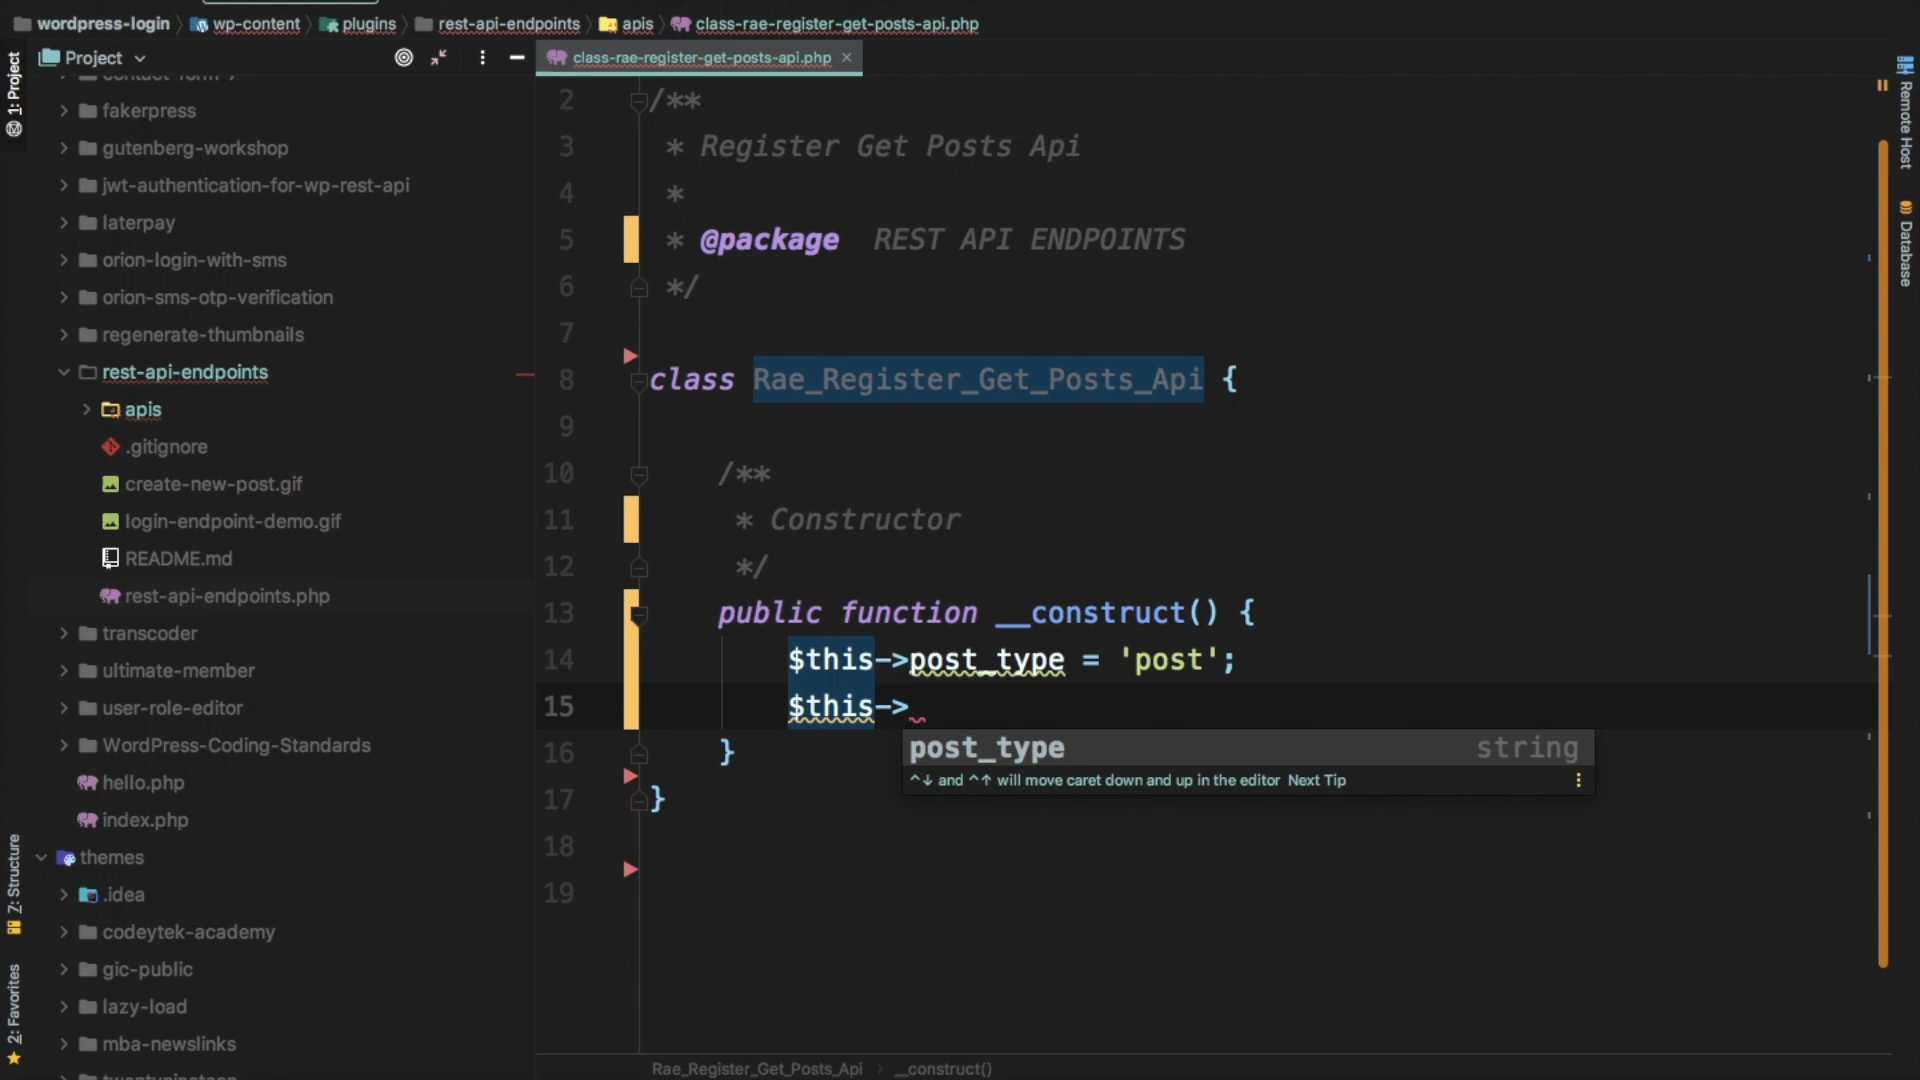 wordpress-login wp-content plugins rest-api-endpoints apis class-rae-register-get-posts-api.php
Project
class-rae-register-get-posts-api.php
1: Project
contact-form-7
fakerpress
gutenberg-workshop
jwt-authentication-for-wp-rest-api
laterpay
orion-login-with-sms
orion-sms-otp-verification
regenerate-thumbnails
rest-api-endpoints
apis
.gitignore
create-new-post.gif
login-endpoint-demo.gif
README.md
rest-api-endpoints.php
transcoder
ultimate-member
user-role-editor
WordPress-Coding-Standards
hello.php
index.php
themes
.idea
codeytek-academy
gic-public
lazy-load
mba-newslinks
twentynineteen
Z: Structure
2: Favorites
2 /**
3 * Register Get Posts Api
4 *
5 * @package REST API ENDPOINTS
6 */
7
8 class Rae_Register_Get_Posts_Api {
9
10 /**
11 * Constructor
12 */
13 public function __construct() {
14 $this->post_type = 'post';
15 $this->
16 }
17 }
18
19
post_type string
^↓ and ^↑ will move caret down and up in the editor Next Tip
Remote Host
Database
Rae_Register_Get_Posts_Api › __construct()